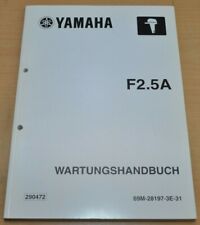 YAMAHA
F2.5A
WARTUNGSHANDBUCH
290472
69M-28197-3E-31